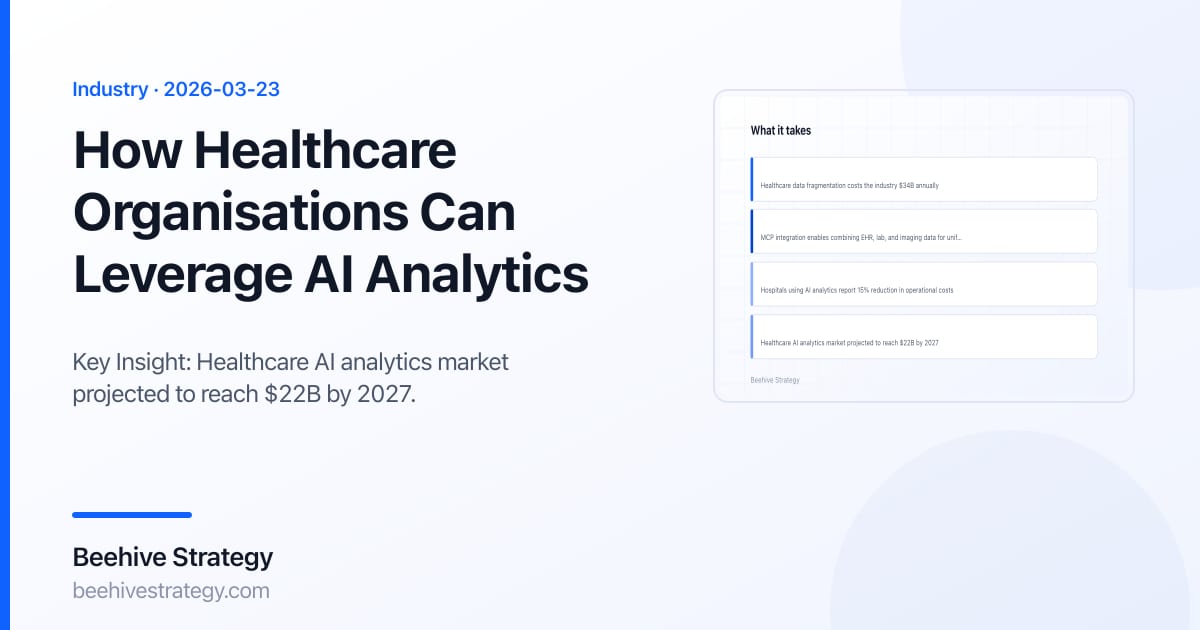 Industry · 2026-03-23
How Healthcare
Organisations Can
Leverage AI Analytics
Key Insight: Healthcare AI analytics market
projected to reach $22B by 2027.
Beehive Strategy
beehivestrategy.com
What it takes
Healthcare data fragmentation costs the industry $34B annually
MCP integration enables combining EHR, lab, and imaging data for unif...
Hospitals using AI analytics report 15% reduction in operational costs
Healthcare AI analytics market projected to reach $22B by 2027
Beehive Strategy